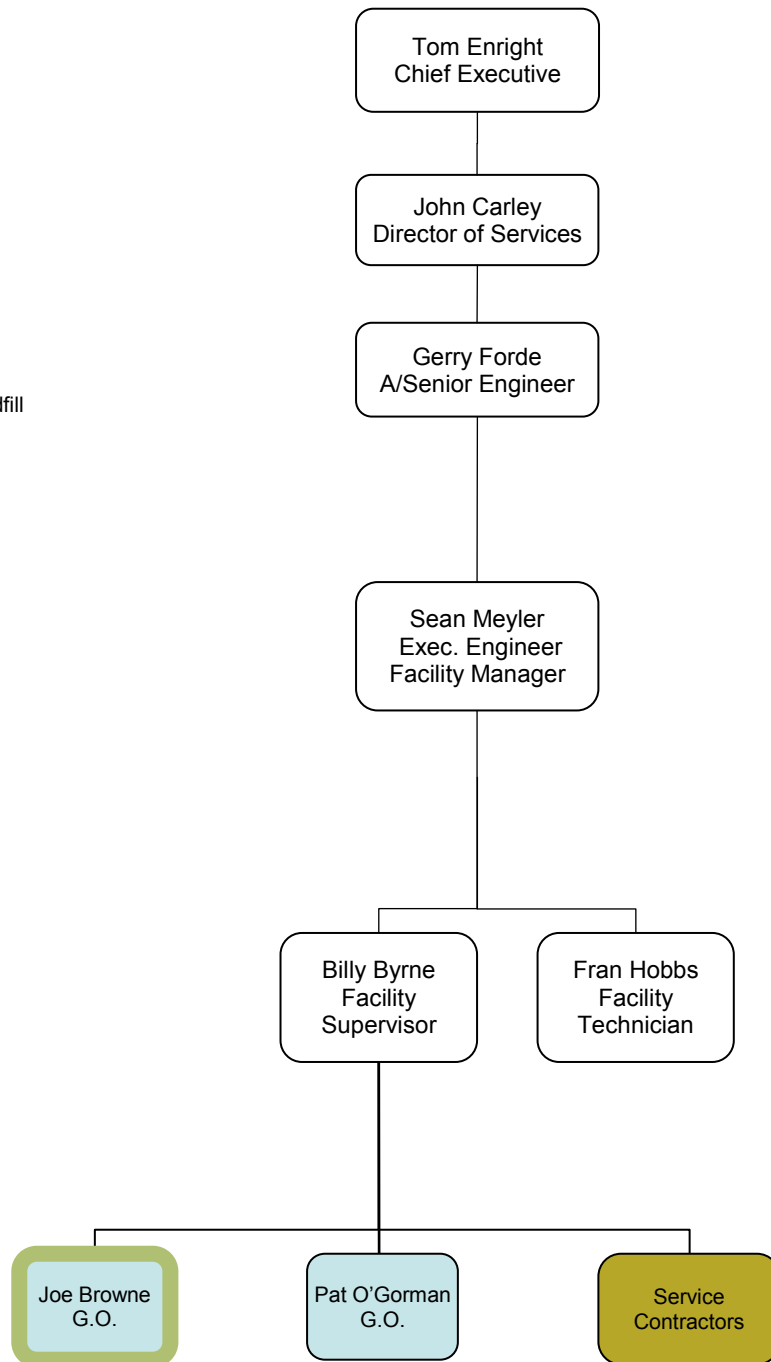 Tom Enright
Chief Executive
John Carley
Director of Services
Gerry Forde
A/Senior Engineer
Sean Meyler
Exec. Engineer
Facility Manager
Billy Byrne
Facility
Supervisor
Fran Hobbs
Facility
Technician
Joe Browne
G.O.
Pat O'Gorman
G.O.
Service
Contractors